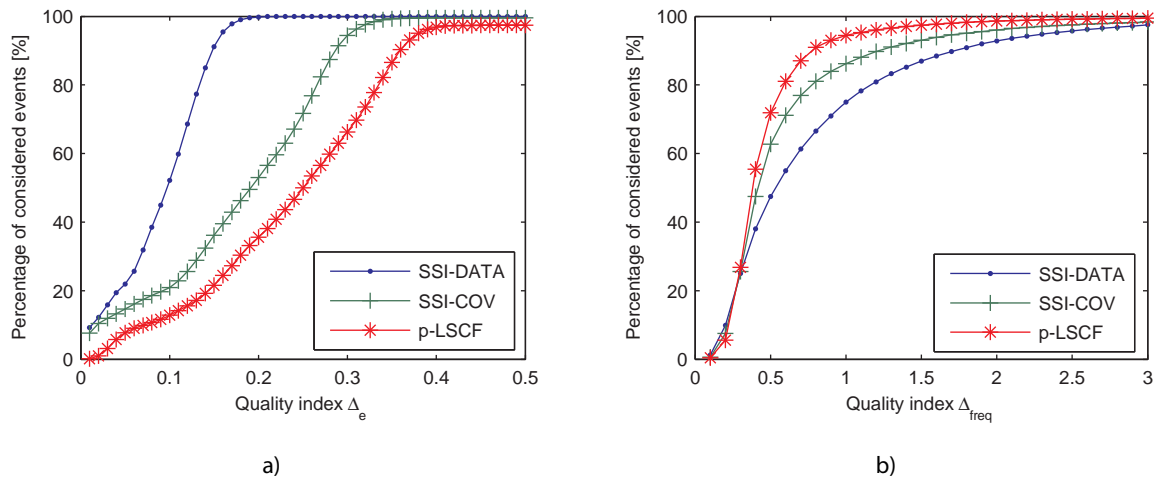 Percentage of considered events [%]
100
80
60
40
20
0
0
0.1
0.2
0.3
0.4
0.5
Quality index Δe
SSI-DATA
SSI-COV
p-LSCF
a)
Percentage of considered events [%]
100
80
60
40
20
0
0
0.5
1
1.5
2
2.5
3
Quality index Δfreq
SSI-DATA
SSI-COV
p-LSCF
b)